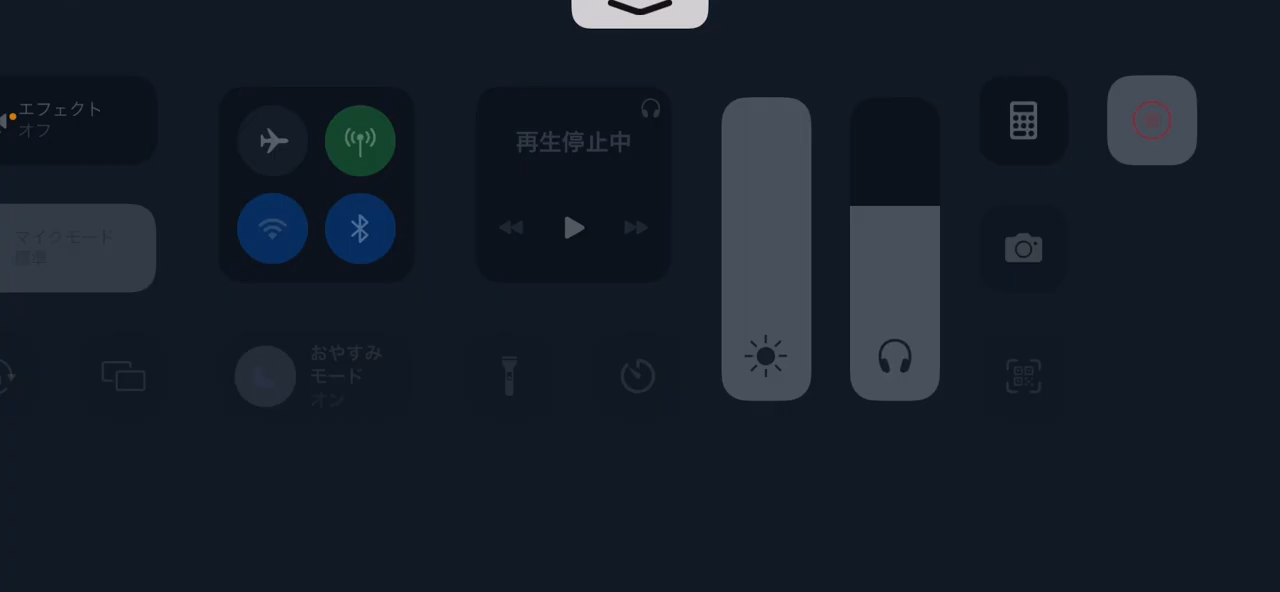 エフェクト
オフ
マイクモード
標準
再生停止中
おやすみ
モード
オン